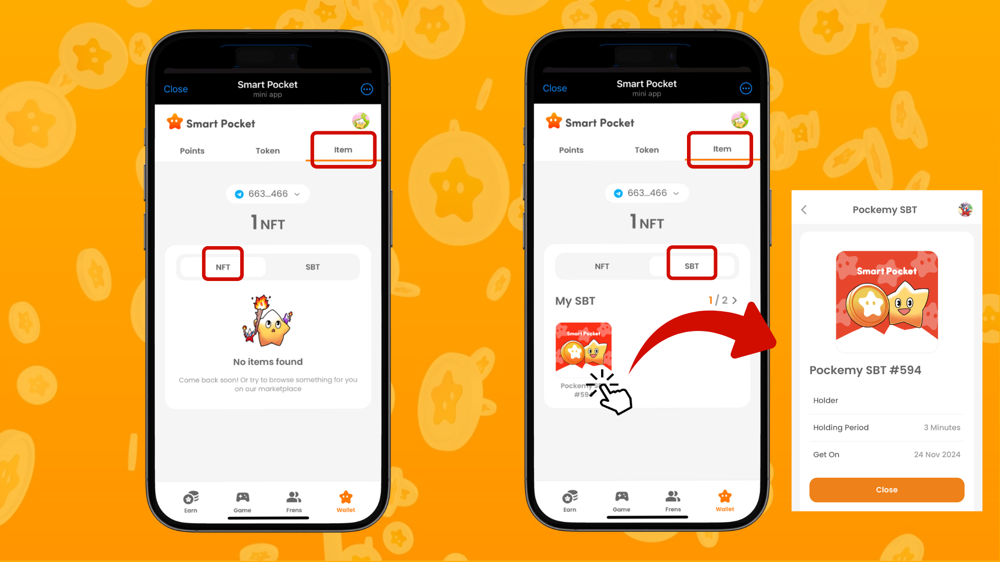 Close
Smart Pocket
mini app
Smart Pocket
Points
Token
Item
663...466
1 NFT
NFT
SBT
No items found
Come back soon! Or try to browse something for you
on our marketplace
Earn
Game
Frens
Wallet
Close
Smart Pocket
mini app
Smart Pocket
Points
Token
Item
663...466
1 NFT
NFT
SBT
My SBT
1 / 2
Smart Pocket
Pockemy
Earn
Game
Frens
Wallet
Pockemy SBT
Smart Pocket
Pockemy SBT #594
Holder
Holding Period
3 Minutes
Get On
24 Nov 2024
Close